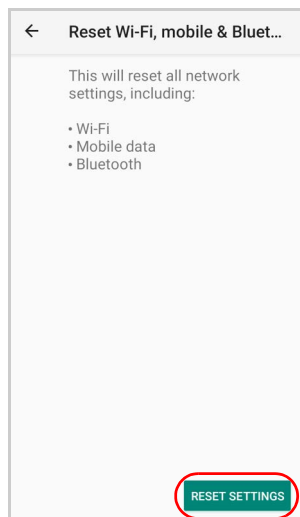 Reset Wi-Fi, mobile & Bluet...
This will reset all network
settings, including:
• Wi-Fi
• Mobile data
• Bluetooth
RESET SETTINGS